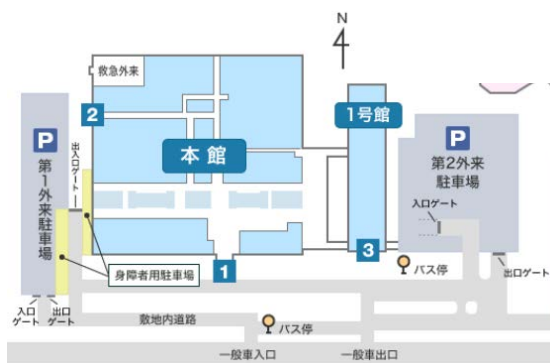 N
救急外来
1号館
2
P
出入口ゲート
本館
P
第1外来駐車場
第2外来
駐車場
入口ゲート
身障者用駐車場
1
3
バス停
出口ゲート
入口
ゲート
出口
ゲート
敷地内道路
バス停
一般車入口
一般車出口